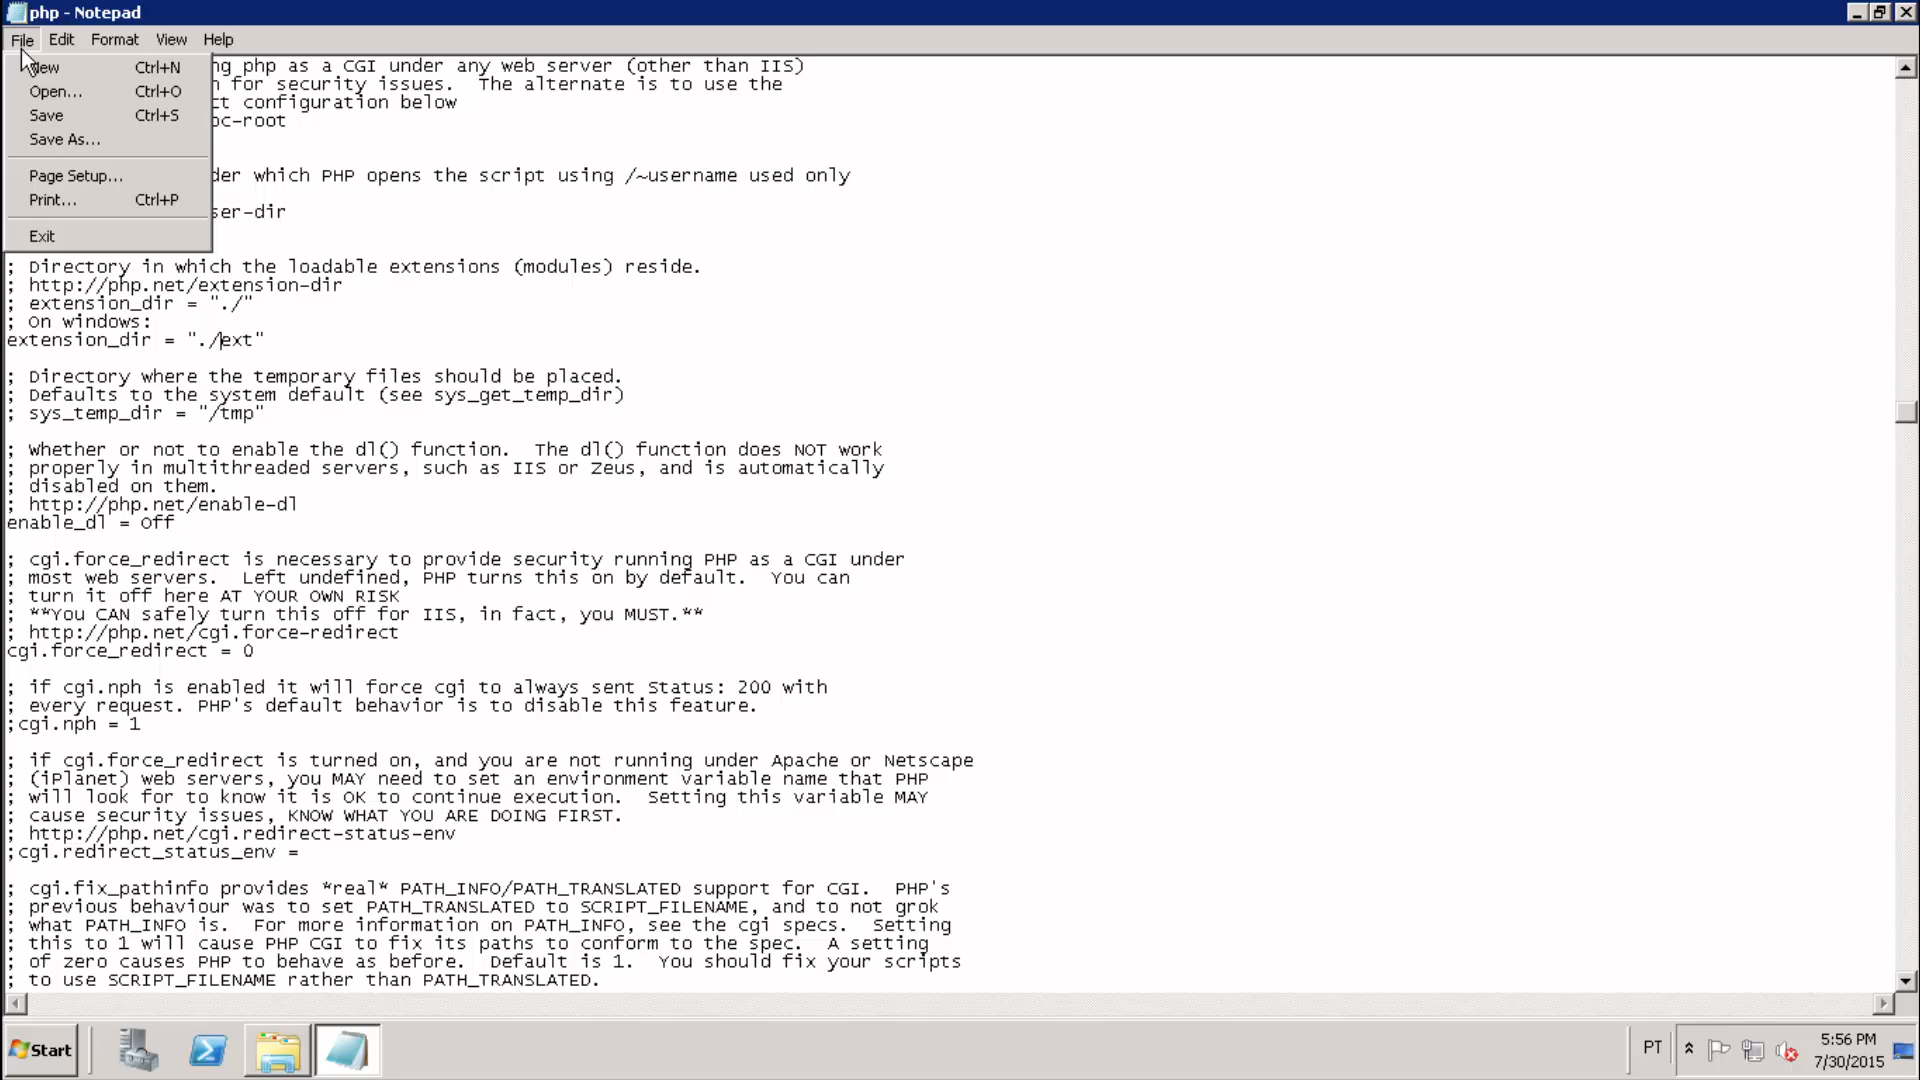 php - Notepad
File Edit Format View Help
New Ctrl+N
Open... Ctrl+O
Save Ctrl+S
Save As...
Page Setup...
Print... Ctrl+P
Exit
ng php as a CGI under any web server (other than IIS)
for security issues.  The alternate is to use the
ct configuration below
oc-root
der which PHP opens the script using /~username used only
ser-dir
; Directory in which the loadable extensions (modules) reside.
; http://php.net/extension-dir
; extension_dir = "./"
; On windows:
extension_dir = "./ext"
; Directory where the temporary files should be placed.
; Defaults to the system default (see sys_get_temp_dir)
; sys_temp_dir = "/tmp"
; Whether or not to enable the dl() function.  The dl() function does NOT work
; properly in multithreaded servers, such as IIS or Zeus, and is automatically
; disabled on them.
; http://php.net/enable-dl
enable_dl = Off
; cgi.force_redirect is necessary to provide security running PHP as a CGI under
; most web servers.  Left undefined, PHP turns this on by default.  You can
; turn it off here AT YOUR OWN RISK
; **You CAN safely turn this off for IIS, in fact, you MUST.**
; http://php.net/cgi.force-redirect
cgi.force_redirect = 0
; if cgi.nph is enabled it will force cgi to always sent Status: 200 with
; every request. PHP's default behavior is to disable this feature.
;cgi.nph = 1
; if cgi.force_redirect is turned on, and you are not running under Apache or Netscape
; (iPlanet) web servers, you MAY need to set an environment variable name that PHP
; will look for to know it is OK to continue execution.  Setting this variable MAY
; cause security issues, KNOW WHAT YOU ARE DOING FIRST.
; http://php.net/cgi.redirect-status-env
;cgi.redirect_status_env =
; cgi.fix_pathinfo provides *real* PATH_INFO/PATH_TRANSLATED support for CGI.  PHP's
; previous behaviour was to set PATH_TRANSLATED to SCRIPT_FILENAME, and to not grok
; what PATH_INFO is.  For more information on PATH_INFO, see the cgi specs.  Setting
; this to 1 will cause PHP CGI to fix its paths to conform to the spec.  A setting
; of zero causes PHP to behave as before.  Default is 1.  You should fix your scripts
; to use SCRIPT_FILENAME rather than PATH_TRANSLATED.
Start
PT
5:56 PM
7/30/2015